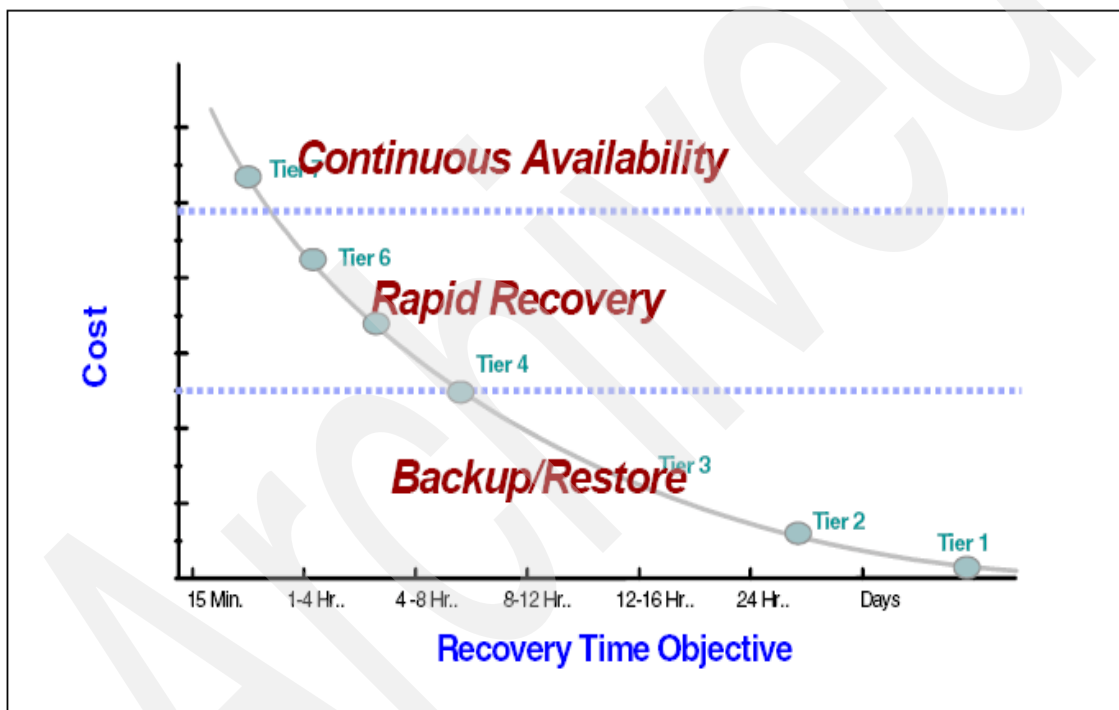 Continuous Availability
Tier 7
Tier 6
Rapid Recovery
Tier 4
Cost
Backup/Restore
Tier 3
Tier 2
Tier 1
15 Min.
1-4 Hr..
4 -8 Hr..
8-12 Hr..
12-16 Hr..
24 Hr..
Days
Recovery Time Objective
Archived